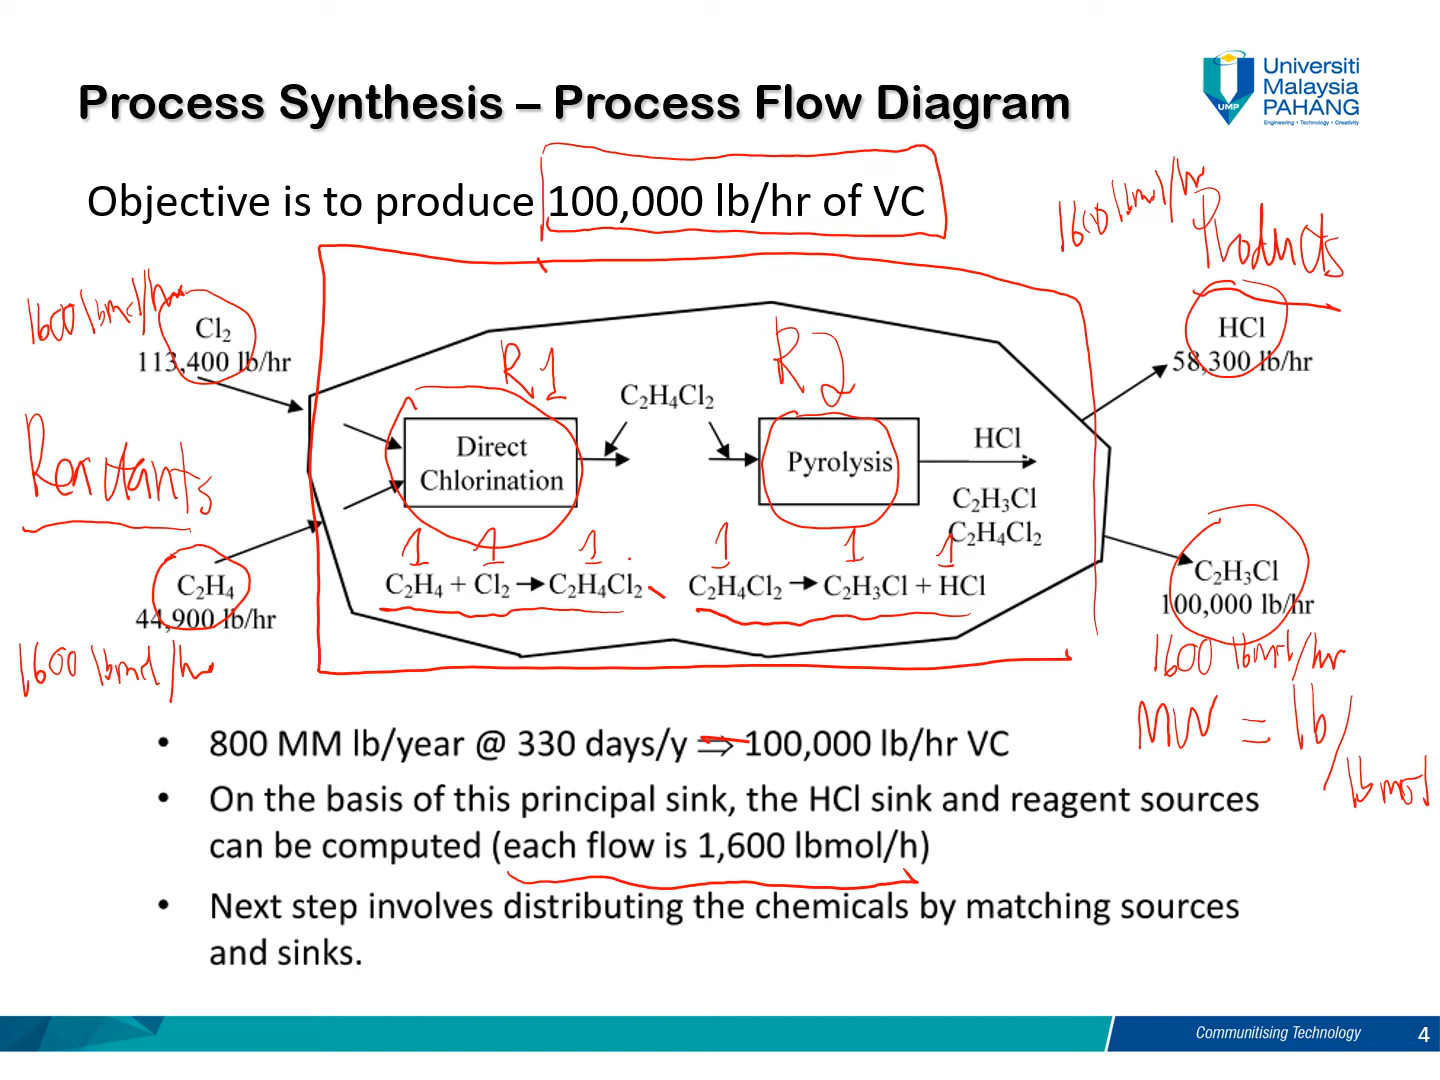 Process Synthesis – Process Flow Diagram
Universiti
Malaysia
PAHANG
UMP
Engineering • Technology • Creativity
Objective is to produce 100,000 lb/hr of VC
1600 lbmol/hr
Products
1600 lbmol/hr
Cl₂
113,400 lb/hr
HCl
58,300 lb/hr
R1
R2
C₂H₄Cl₂
Direct
Chlorination
Pyrolysis
HCl
C₂H₃Cl
C₂H₄Cl₂
Reactants
1 1 1 1 1 1
C₂H₄ + Cl₂ → C₂H₄Cl₂
C₂H₄Cl₂ → C₂H₃Cl + HCl
C₂H₄
44,900 lb/hr
1600 lbmol/hr
C₂H₃Cl
100,000 lb/hr
1600 lbmol/hr
MW = lb/lbmol
• 800 MM lb/year @ 330 days/y ⇒ 100,000 lb/hr VC
• On the basis of this principal sink, the HCl sink and reagent sources
can be computed (each flow is 1,600 lbmol/h)
• Next step involves distributing the chemicals by matching sources
and sinks.
Communitising Technology
4